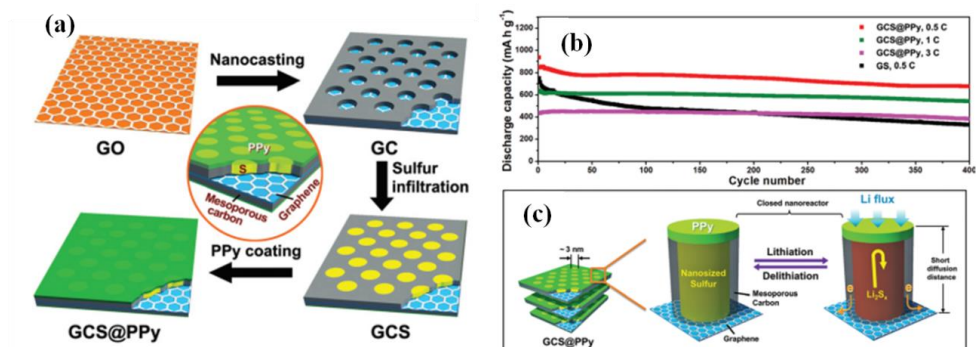 (a)
Nanocasting
GO
GC
PPy
S
Mesoporous
carbon
Graphene
Sulfur
infiltration
PPy coating
GCS@PPy
GCS
(b)
Discharge capacity (mA h g⁻¹)
1200
1000
800
600
400
200
0
0
50
100
150
200
250
300
350
400
Cycle number
GCS@PPy, 0.5 C
GCS@PPy, 1 C
GCS@PPy, 3 C
GS, 0.5 C
(c)
~ 3 nm
GCS@PPy
PPy
Nanosized
Sulfur
Mesoporous
Carbon
Graphene
Closed nanoreactor
Lithiation
Delithiation
Li flux
Li₂Sₓ
e
e
Short
diffusion
distance